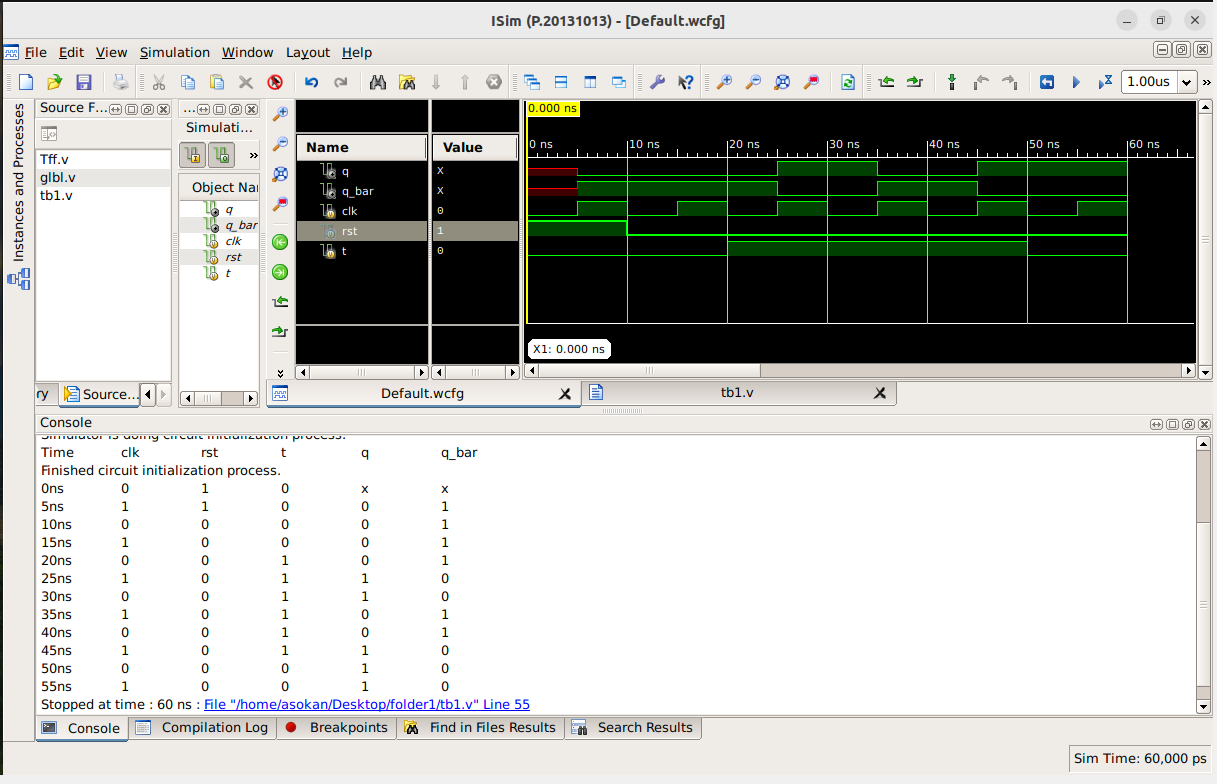 ISim (P.20131013) - [Default.wcfg]
File Edit View Simulation Window Layout Help
1.00us
Instances and Processes
Source F...
Tff.v
glbl.v
tb1.v
ry Source...
...
Simulati...
»
Object Nar
q
q_bar
clk
rst
t
Name Value
q X
q_bar X
clk 0
rst 1
t 0
0.000 ns
0 ns 10 ns 20 ns 30 ns 40 ns 50 ns 60 ns
X1: 0.000 ns
Default.wcfg tb1.v
Console
Simulator is doing circuit initialization process.
Time clk rst t q q_bar
Finished circuit initialization process.
0ns 0 1 0 x x
5ns 1 1 0 0 1
10ns 0 0 0 0 1
15ns 1 0 0 0 1
20ns 0 0 1 0 1
25ns 1 0 1 1 0
30ns 0 0 1 1 0
35ns 1 0 1 0 1
40ns 0 0 1 0 1
45ns 1 0 1 1 0
50ns 0 0 0 1 0
55ns 1 0 0 1 0
Stopped at time : 60 ns : File "/home/asokan/Desktop/folder1/tb1.v" Line 55
Console Compilation Log Breakpoints Find in Files Results Search Results
Sim Time: 60,000 ps